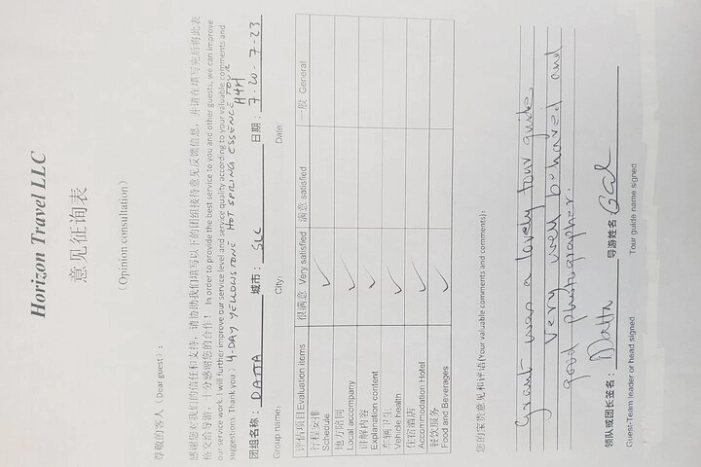 Horizon Travel LLC
意见征询表
(Opinion consultation)
尊敬的客人 (Dear guest):
感谢您对我们的信任和支持，请协助我们填写以下的团组接待意见反馈信息，并请在填写完后将此表
给予导游，十分感谢您的合作! In order to provide the best service to you and other guests, we can improve
our service work. I will further improve our service level and service quality according to your valuable comments and
suggestions. Thank you! 4-DAY YELLOWSTONE HOT SPRING ESSENCE TOUR
H4H
团组名称: DATTA 城市: SLC 日期: 7-20-7-23
Group name: City: Date:
评估项目Evaluation items 很满意 Very satisfied 满意 satisfied 一般 General
行程安排 ✓
Schedule
地方陪同 ✓
Local accompany
讲解内容 ✓
Explanation content
车辆卫生 ✓
Vehicle health
住宿酒店 ✓
Accommodation Hotel
餐饮服务 ✓
Food and Beverages
您的宝贵意见和评语(Your valuable comments and comments):
Grant was a lovely tour guide,
Very well behaved and
good photographer.
领队或团长签名: Datta 导游姓名
Guest-Team leader or head signed Tour guide name signed